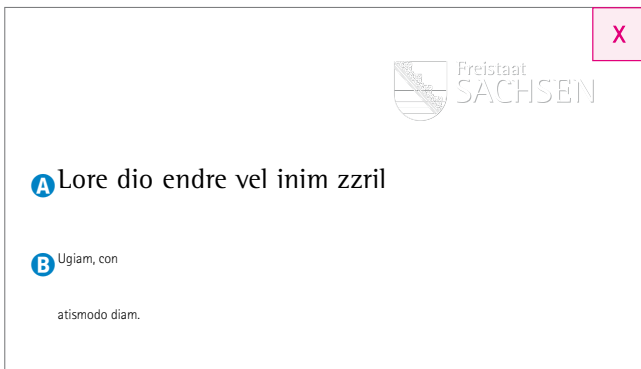 X
Freistaat
SACHSEN
A Lore dio endre vel inim zzril
B Ugiam, con
atismodo diam.